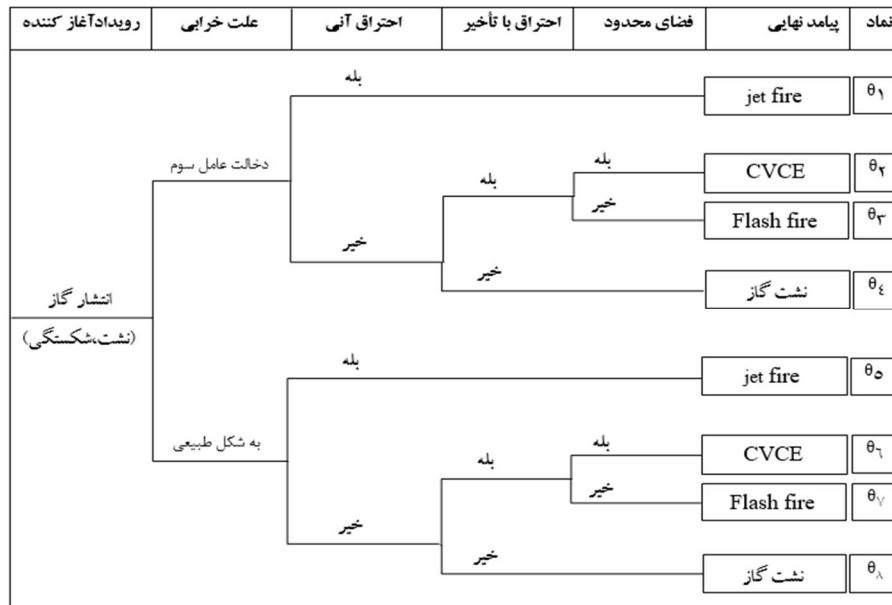 رویدادآغاز کننده
علت خرابی
احتراق آنی
احتراق با تأخیر
فضای محدود
پیامد نهایی
نماد
بله
jet fire
θ۱
دخالت عامل سوم
بله
بله
CVCE
θ۲
خیر
Flash fire
θ۳
خیر
خیر
نشت گاز
θ٤
انتشار گاز
(نشت،شکستگی)
بله
jet fire
θ۵
به شکل طبیعی
بله
بله
CVCE
θ٦
خیر
Flash fire
θ۷
خیر
خیر
نشت گاز
θ۸